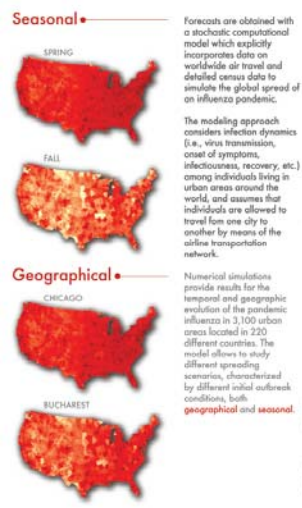 Seasonal
SPRING
FALL
Geographical
CHICAGO
BUCHAREST
Forecasts are obtained with
a stochastic computational
model which explicitly
incorporates data on
worldwide air travel and
detailed census data to
simulate the global spread of
an influenza pandemic.
The modeling approach
considers infection dynamics
(i.e., virus transmission,
onset of symptoms,
infectiousness, recovery, etc.)
among individuals living in
urban areas around the
world, and assumes that
individuals are allowed to
travel fom one city to
another by means of the
airline transportation
network.
Numerical simulations
provide results for the
temporal and geographic
evolution of the pandemic
influenza in 3,100 urban
areas located in 220
different countries. The
model allows to study
different spreading
scenarios, characterized
by different initial outbreak
conditions, both
geographical and seasonal.